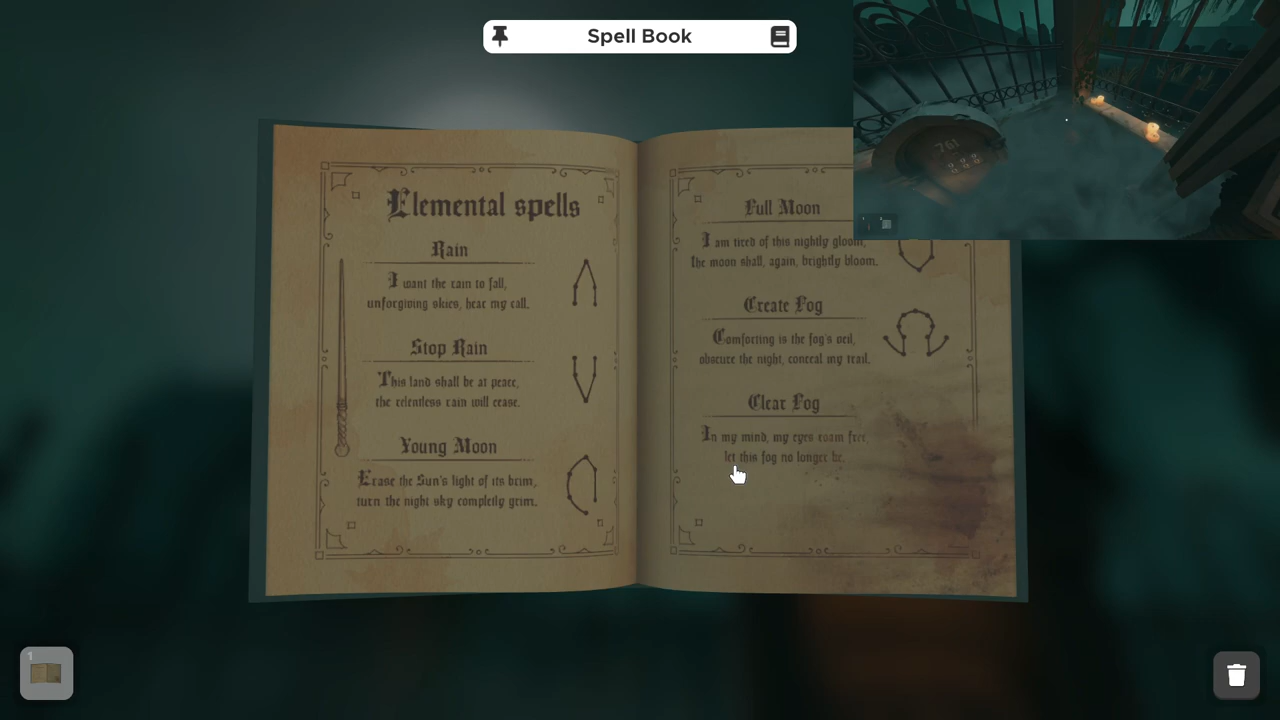 Spell Book
Elemental spells
Rain
I want the rain to fall,
unforgiving skies, hear my call.
Stop Rain
This land shall be at peace,
the relentless rain will cease.
Young Moon
Erase the Sun's light of its brim,
turn the night sky completly grim.
Full Moon
I am tired of this nightly gloom,
the moon shall, again, brightly bloom.
Create Fog
Comforting is the fog's veil,
obscure the night, conceal my trail.
Clear Fog
In my mind, my eyes roam free,
let this fog no longer be.
761
1